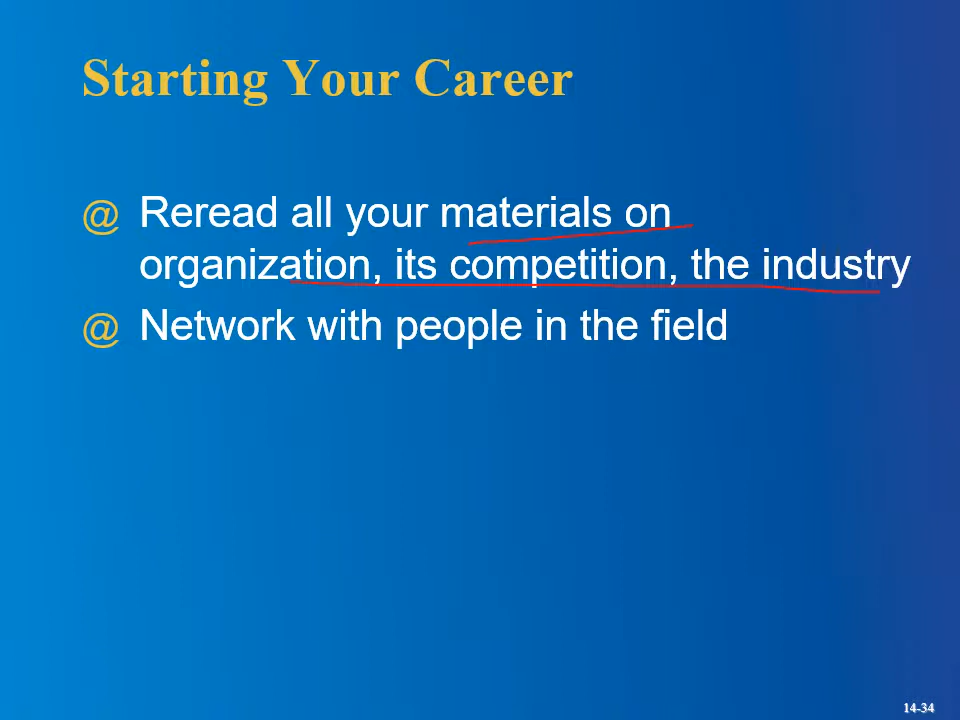 Starting Your Career
@ Reread all your materials on
organization, its competition, the industry
@ Network with people in the field
14-34